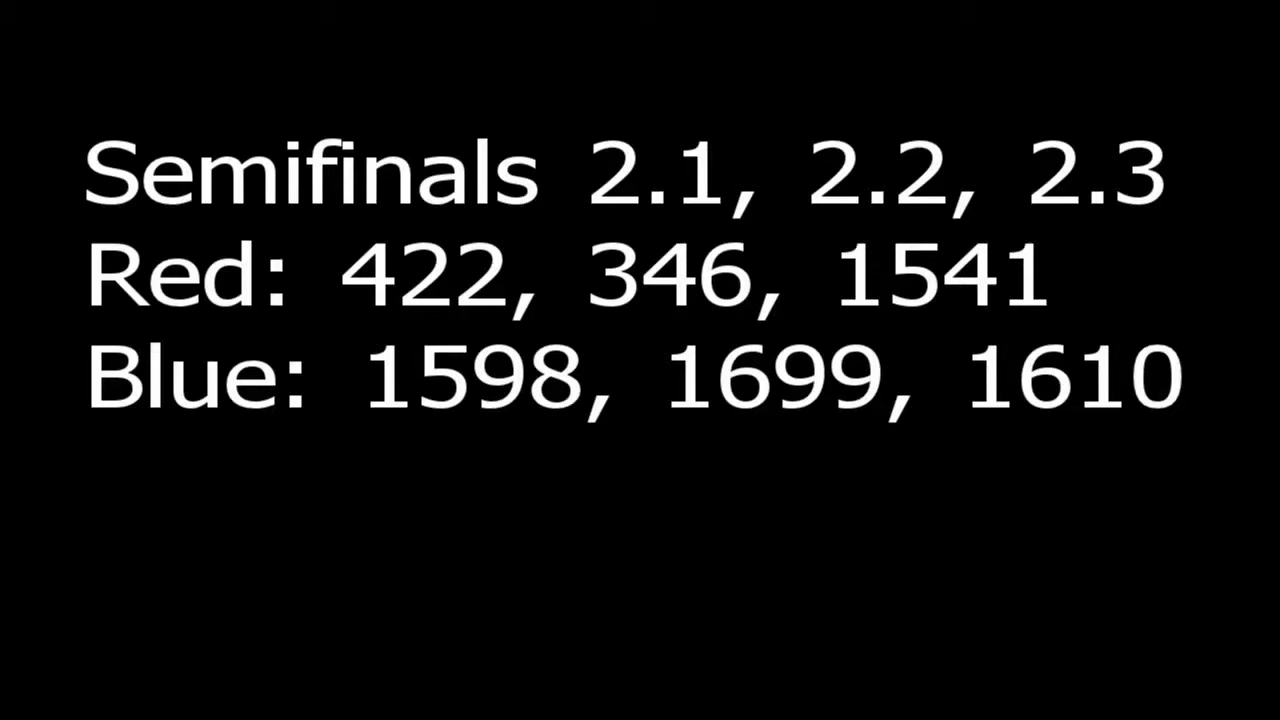 Semifinals 2.1, 2.2, 2.3
Red: 422, 346, 1541
Blue: 1598, 1699, 1610